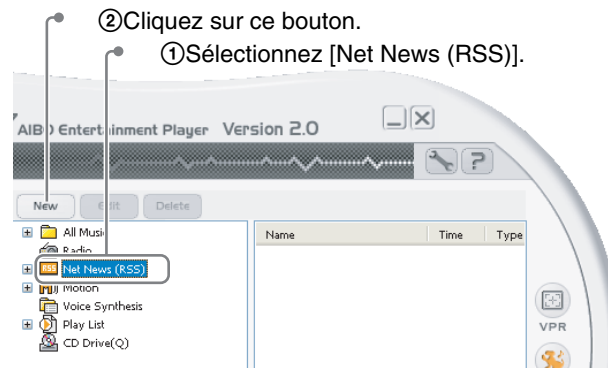 ②Cliquez sur ce bouton.
①Sélectionnez [Net News (RSS)].
AIBO Entertainment Player Version 2.0
New Edit Delete
All Music
Name Time Type
Radio
RSS Net News (RSS)
Motion
Voice Synthesis
Play List
CD Drive(Q)
VPR